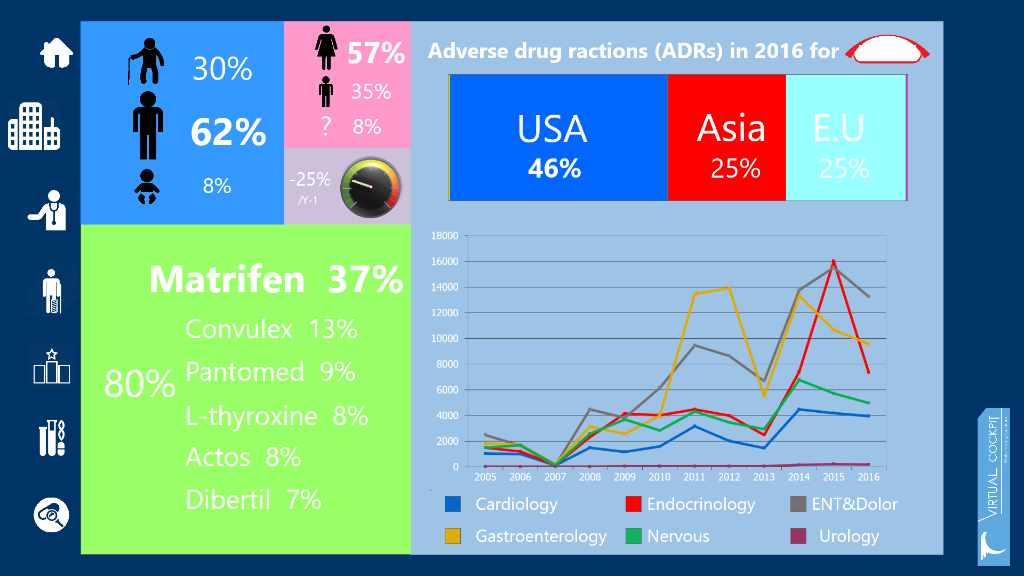 30%
62%
8%
57%
35%
? 8%
-25%
/Y-1
Matrifen 37%
Convulex 13%
80%
Pantomed 9%
L-thyroxine 8%
Actos 8%
Dibertil 7%
Adverse drug ractions (ADRs) in 2016 for
USA
46%
Asia
25%
E.U
25%
18000
16000
14000
12000
10000
8000
6000
4000
2000
0
2005 2006 2007 2008 2009 2010 2011 2012 2013 2014 2015 2016
Cardiology Endocrinology ENT&Dolor
Gastroenterology Nervous Urology
VIRTUAL COCKPIT